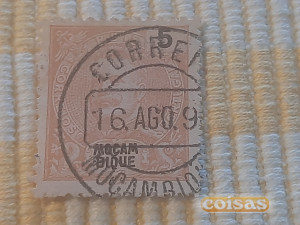 5
CORREI
16.AGO.9
MOÇAM
BIQUE
MOÇAMBIQ
coisas